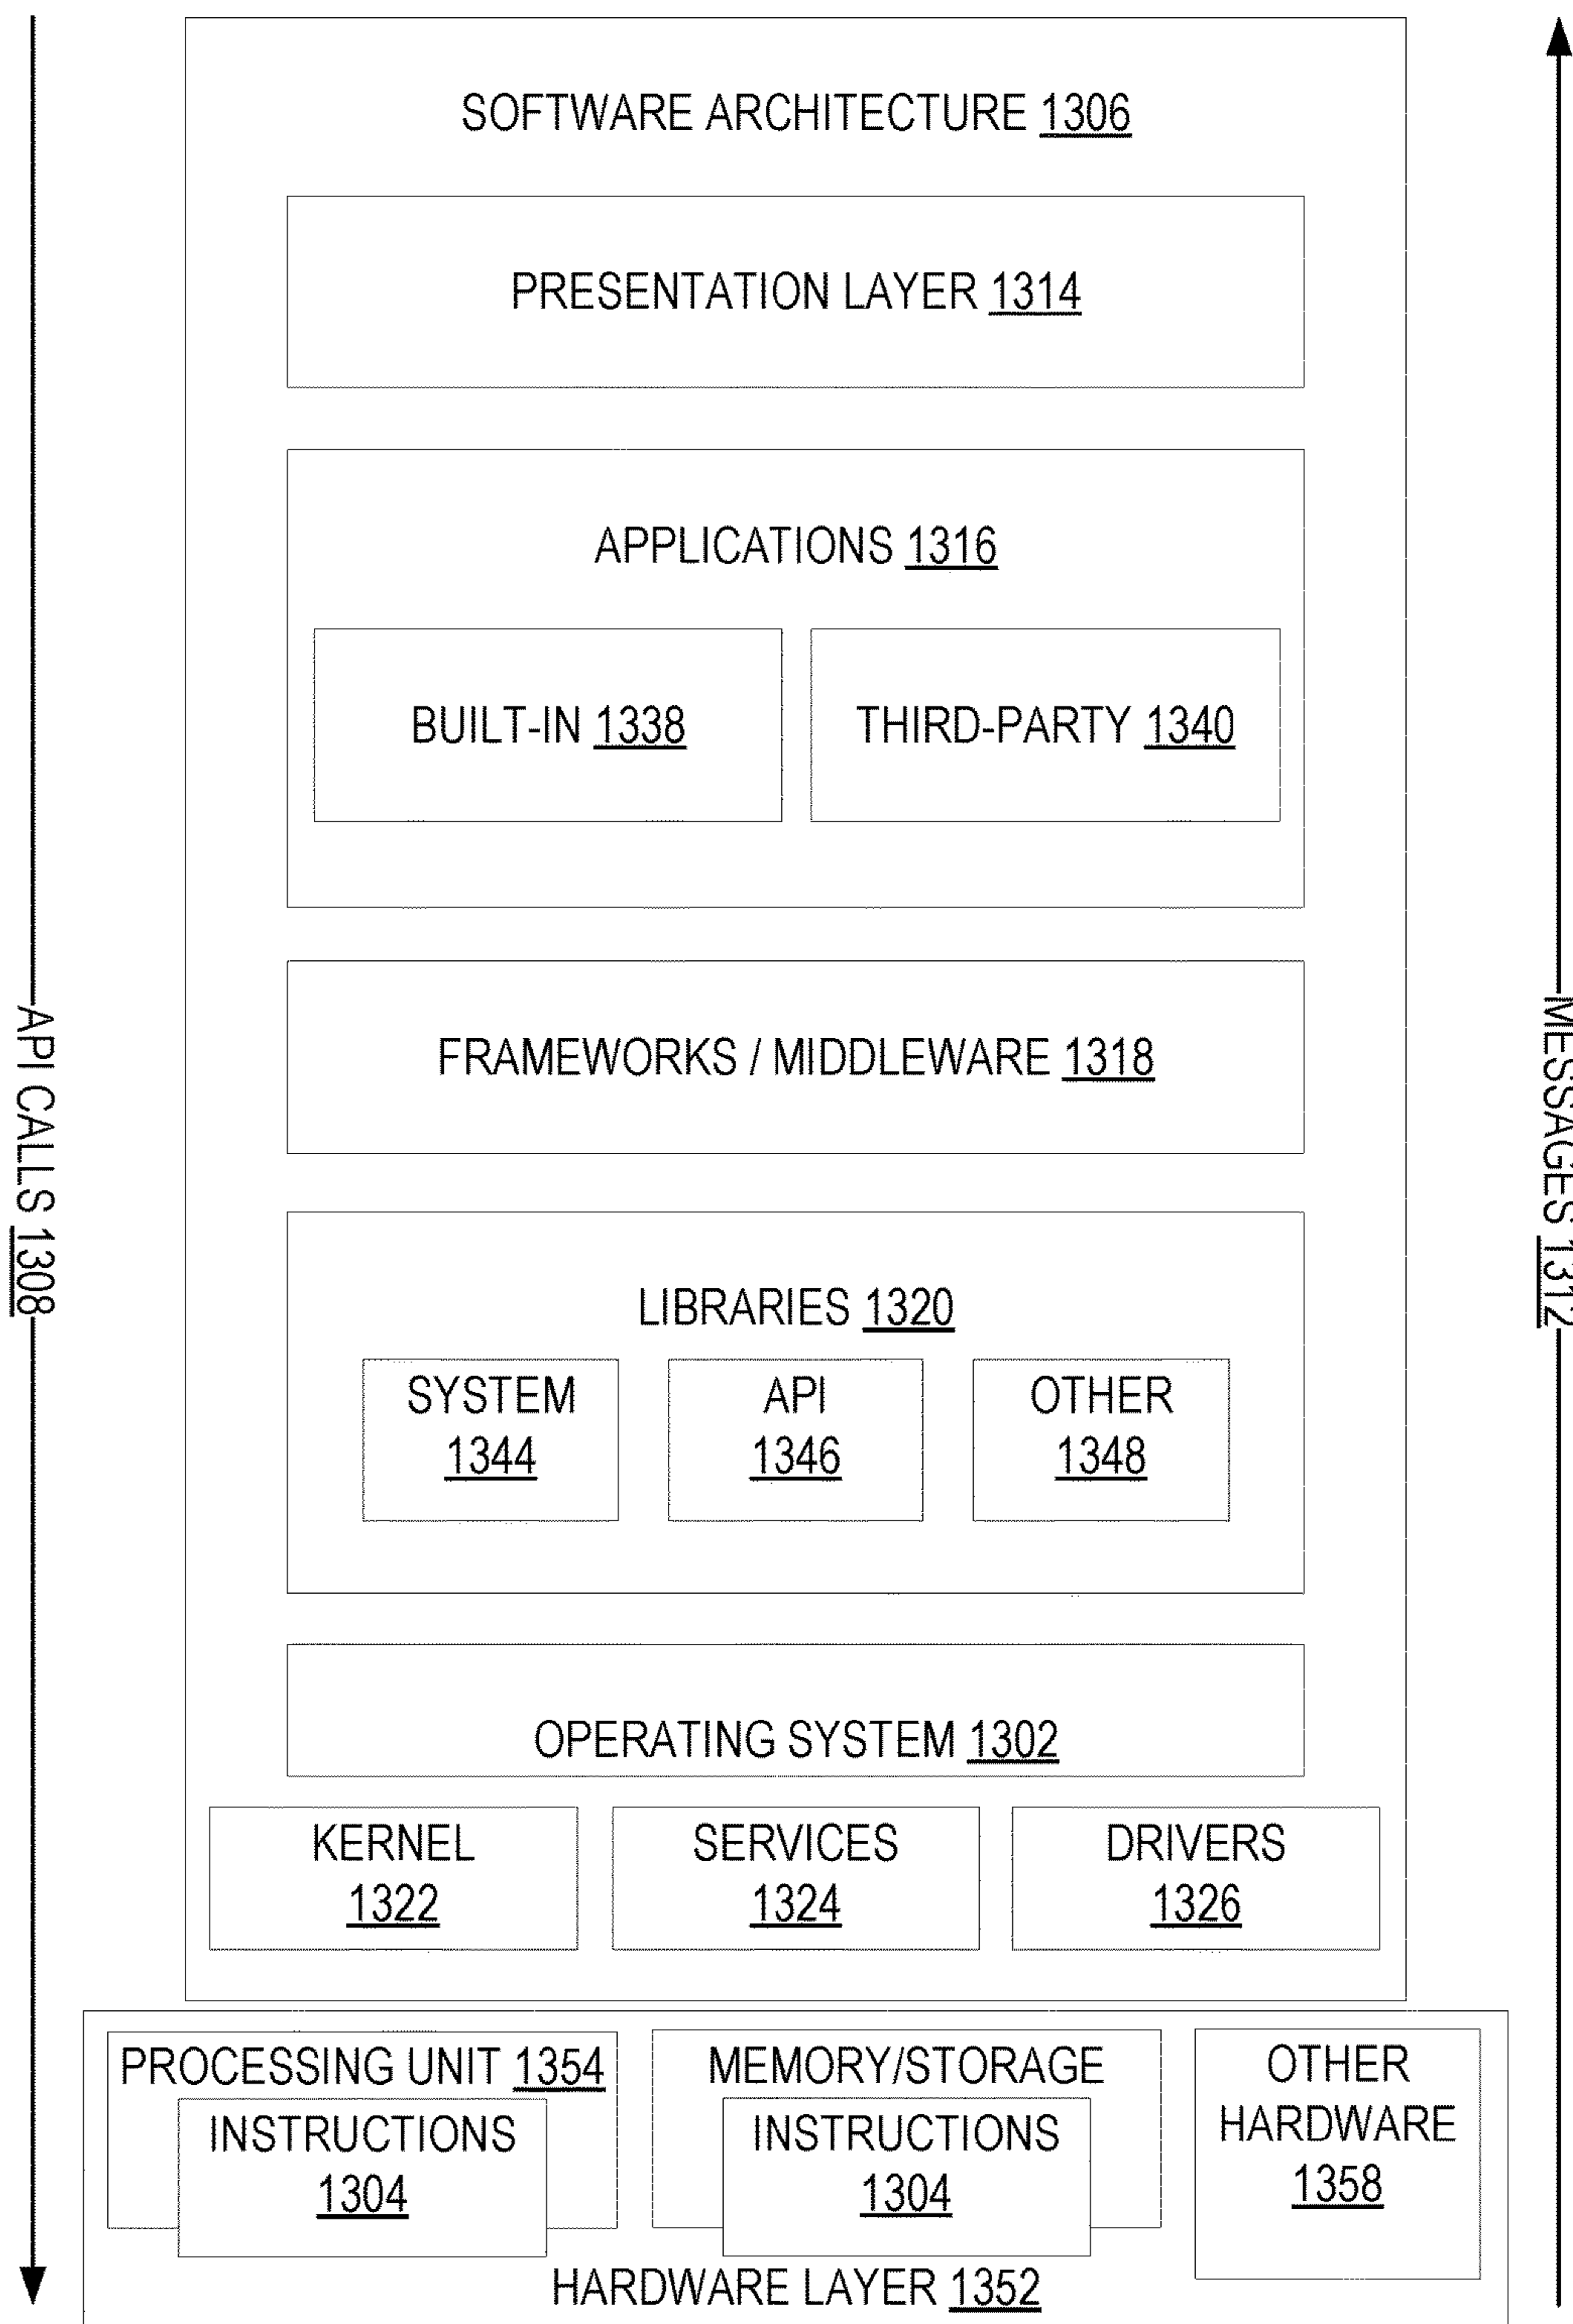 SOFTWARE ARCHITECTURE 1306
PRESENTATION LAYER 1314
APPLICATIONS 1316
BUILT-IN 1338
THIRD-PARTY 1340
FRAMEWORKS / MIDDLEWARE 1318
API CALLS 1308
MESSAGES 1312
LIBRARIES 1320
SYSTEM
1344
API
1346
OTHER
1348
OPERATING SYSTEM 1302
KERNEL
1322
SERVICES
1324
DRIVERS
1326
PROCESSING UNIT 1354
INSTRUCTIONS
1304
MEMORY/STORAGE
INSTRUCTIONS
1304
OTHER
HARDWARE
1358
HARDWARE LAYER 1352